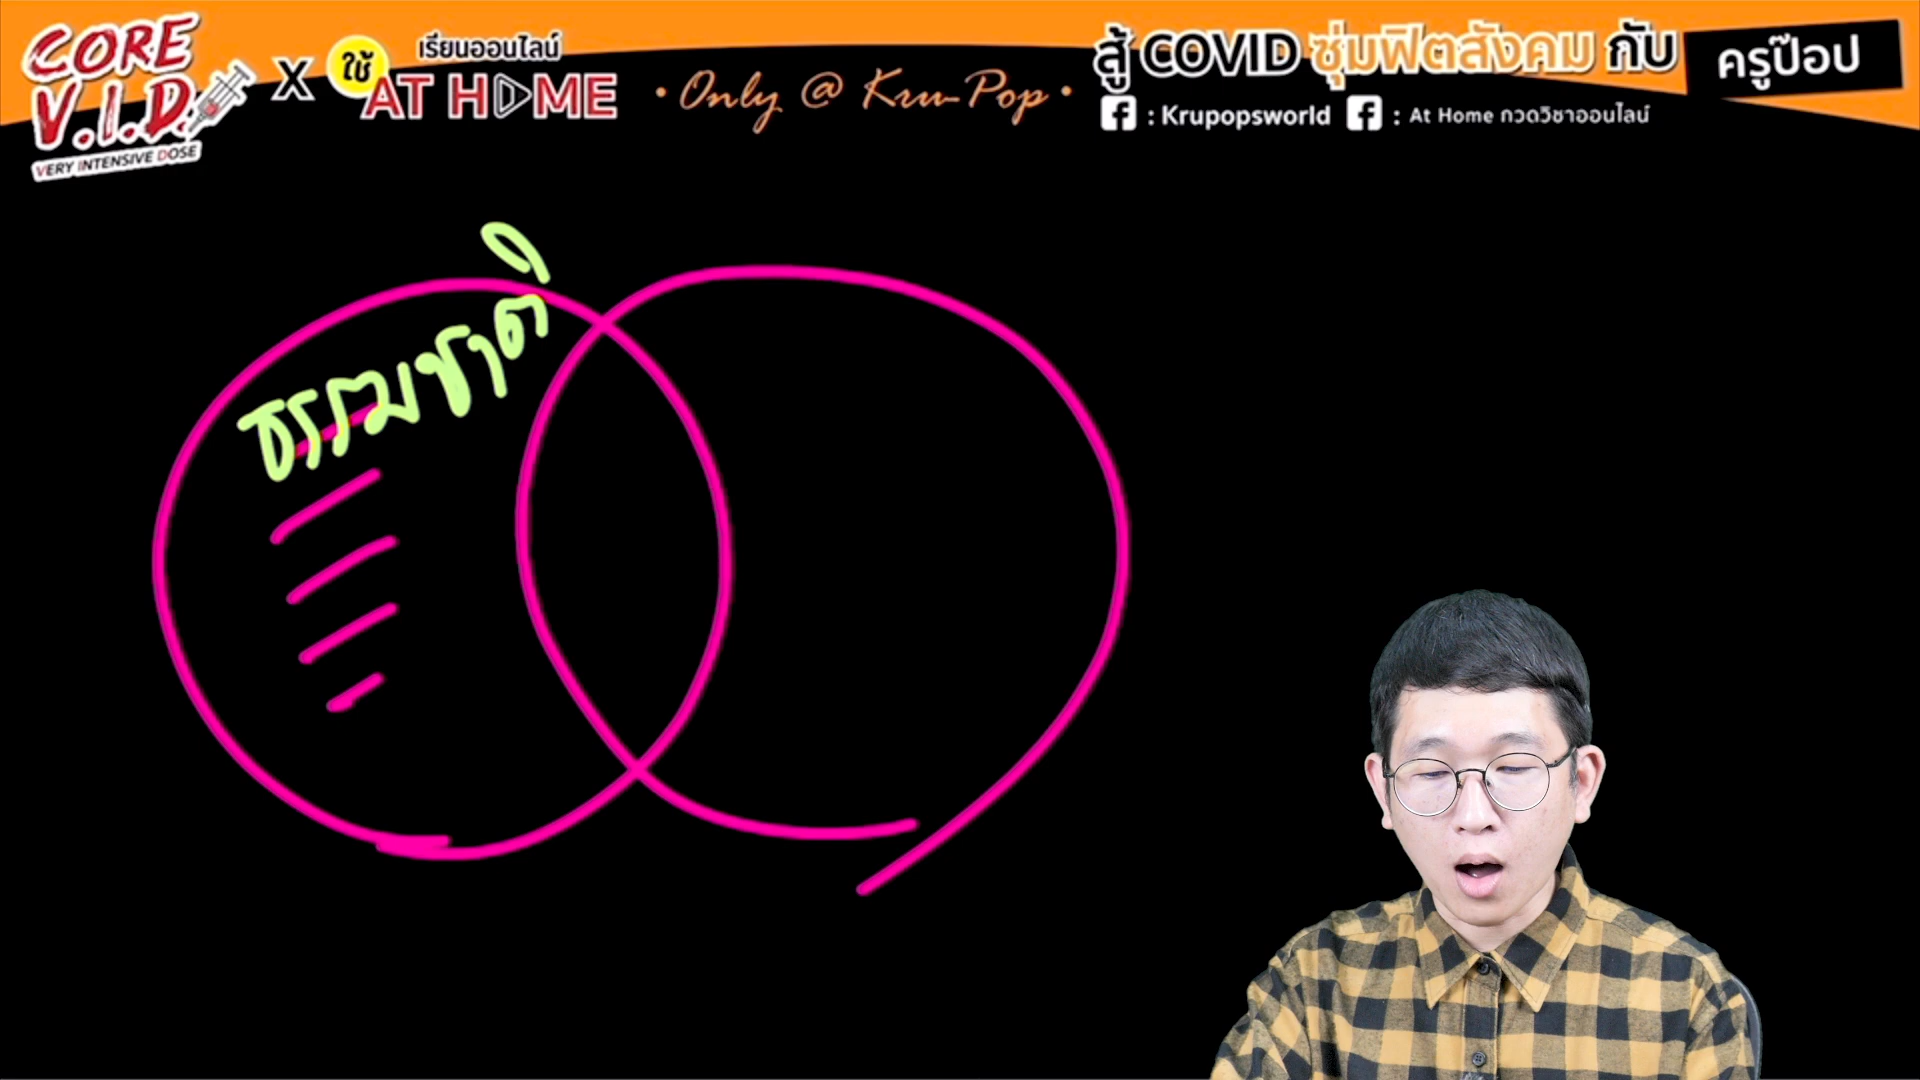 CORE
V.I.D.
VERY INTENSIVE DOSE
X
ใช้
เรียนออนไลน์
AT HOME
• Only @ Kru-Pop •
สู้ COVID ซุ่มฟิตสังคม กับ ครูป๊อป
: Krupopsworld : At Home กวดวิชาออนไลน์
ธรรมชาติ